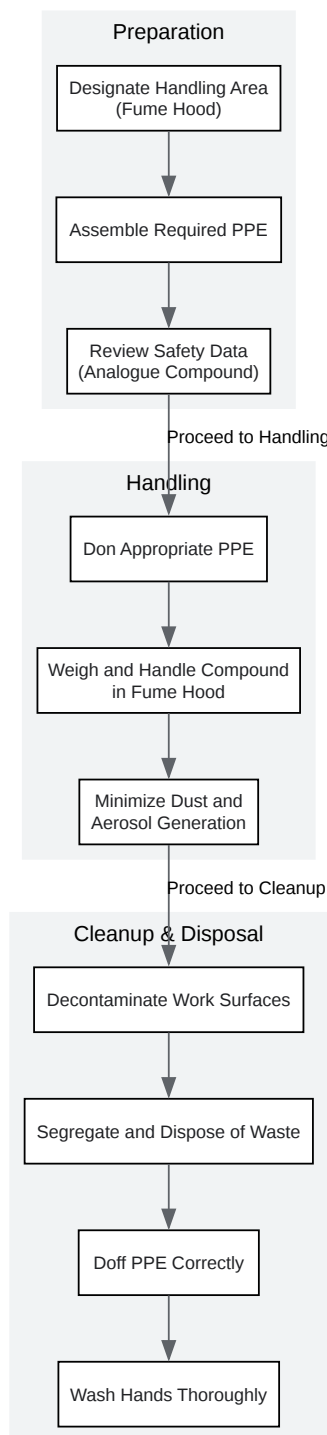 Preparation
Designate Handling Area
(Fume Hood)
Assemble Required PPE
Review Safety Data
(Analogue Compound)
Proceed to Handling
Handling
Don Appropriate PPE
Weigh and Handle Compound
in Fume Hood
Minimize Dust and
Aerosol Generation
Proceed to Cleanup
Cleanup & Disposal
Decontaminate Work Surfaces
Segregate and Dispose of Waste
Doff PPE Correctly
Wash Hands Thoroughly